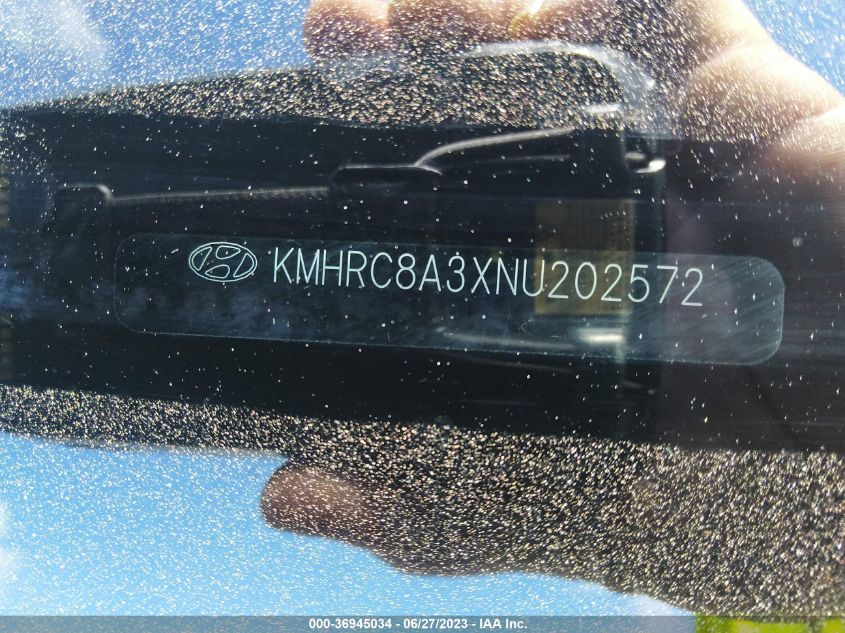 KMHRC8A3XNU202572
000-36945034 - 06/27/2023 - IAA Inc.